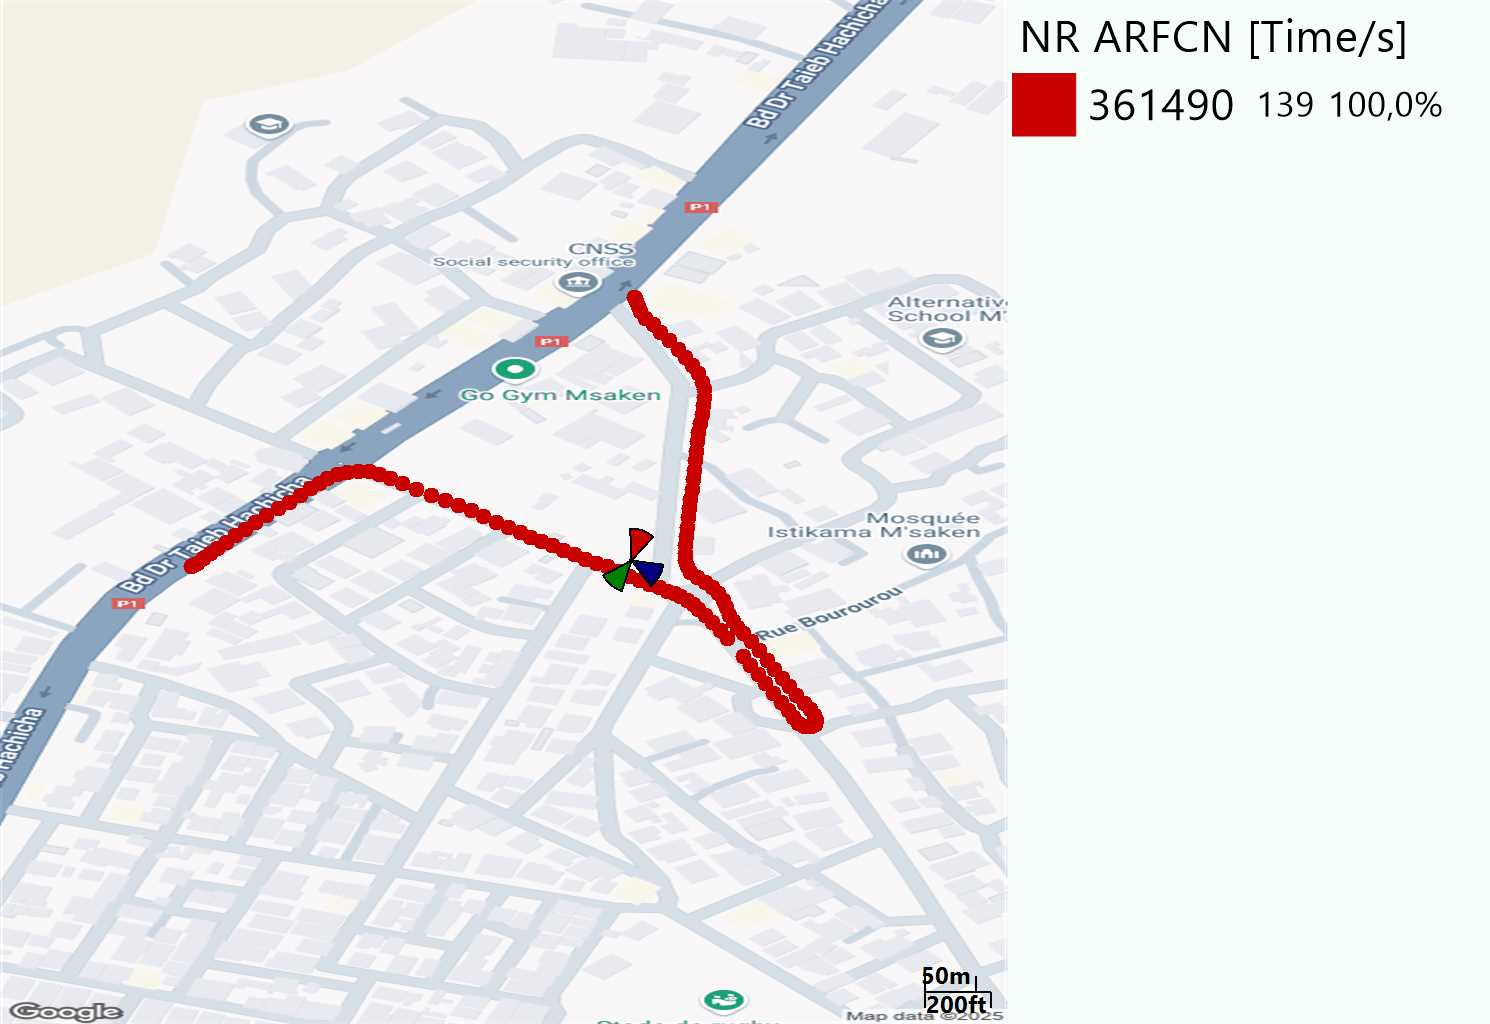 NR ARFCN [Time/s]
361490 139 100,0%
Bd Dr Taieb Hachicha
P1
CNSS
Social security office
Alternativ
School M'
P1
Go Gym Msaken
Bd Dr Taieb Hachicha
Mosquée
Istikama M'saken
P1
Rue Bourourou
Hachicha
50m
200ft
Google
Map data ©2025